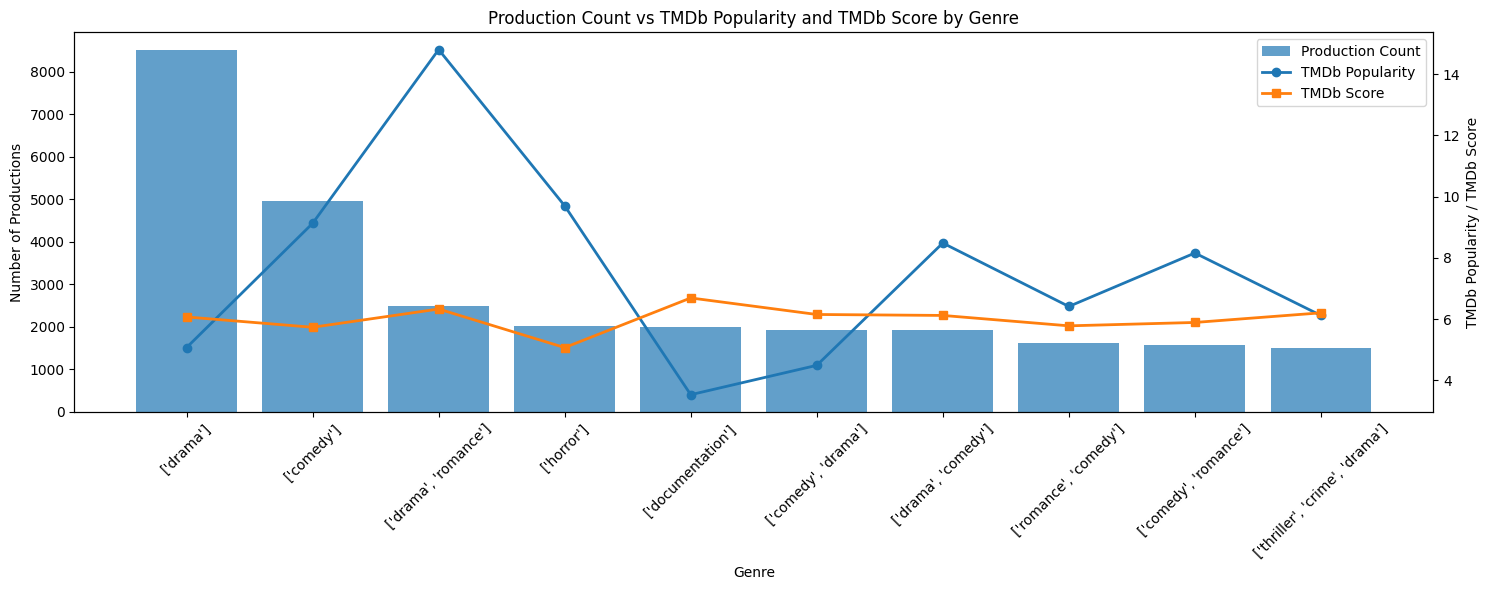 Production Count vs TMDb Popularity and TMDb Score by Genre
Production Count
TMDb Popularity
TMDb Score
Number of Productions
8000
7000
6000
5000
4000
3000
2000
1000
0
14
12
10
8
6
4
TMDb Popularity / TMDb Score
['drama']
['comedy']
['drama', 'romance']
['horror']
['documentation']
['comedy', 'drama']
['drama', 'comedy']
['romance', 'comedy']
['comedy', 'romance']
['thriller', 'crime', 'drama']
Genre